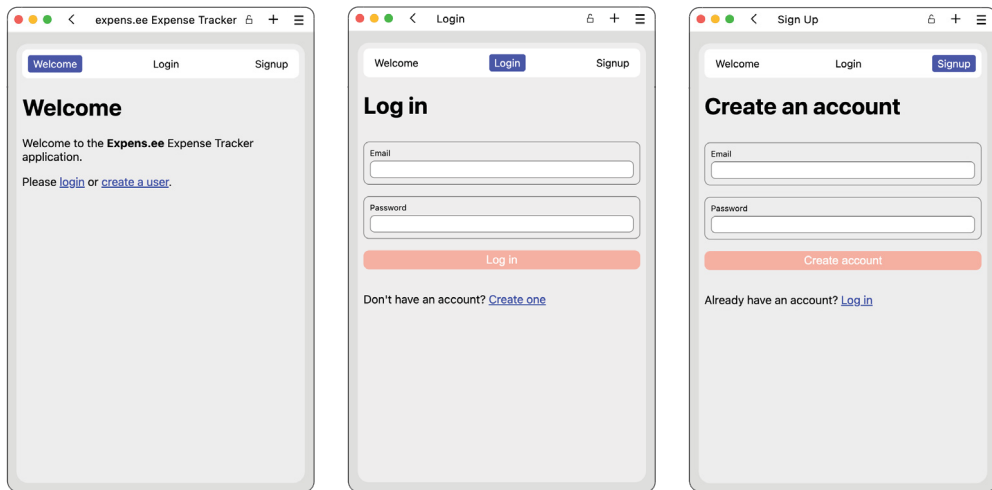 expens.ee Expense Tracker
Welcome Login Signup
Welcome
Welcome to the Expens.ee Expense Tracker
application.
Please login or create a user.
Login
Welcome Login Signup
Log in
Email
Password
Log in
Don't have an account? Create one
Sign Up
Welcome Login Signup
Create an account
Email
Password
Create account
Already have an account? Log in